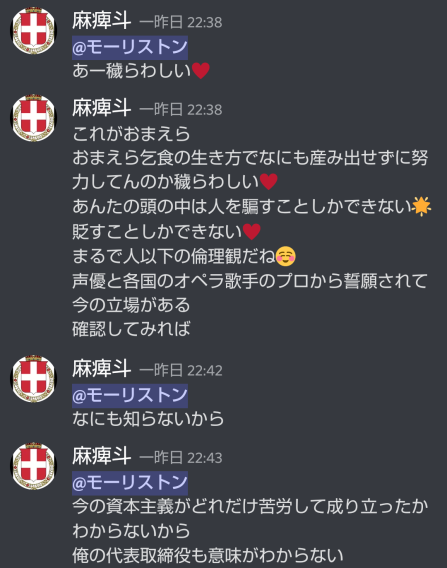 麻痺斗 一昨日 22:38
@モーリストン
あー穢らわしい♥
麻痺斗 一昨日 22:38
これがおまえら
おまえら乞食の生き方でなにも産み出せずに努
力してんのか穢らわしい♥
あんたの頭の中は人を騙すことしかできない🌟
貶すことしかできない♥
まるで人以下の倫理観だね☺️
声優と各国のオペラ歌手のプロから誓願されて
今の立場がある
確認してみれば
麻痺斗 一昨日 22:42
@モーリストン
なにも知らないから
麻痺斗 一昨日 22:43
@モーリストン
今の資本主義がどれだけ苦労して成り立ったか
わからないから
俺の代表取締役も意味がわからない